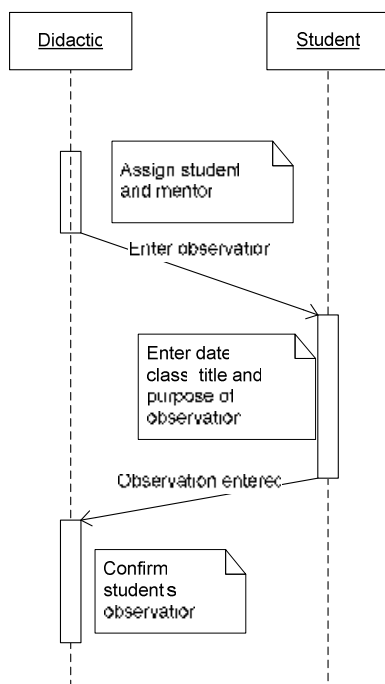 Didactic
Student
Assign student
and mentor
Enter observation
Enter date
class title and
purpose of
observation
Observation entered
Confirm
student's
observation